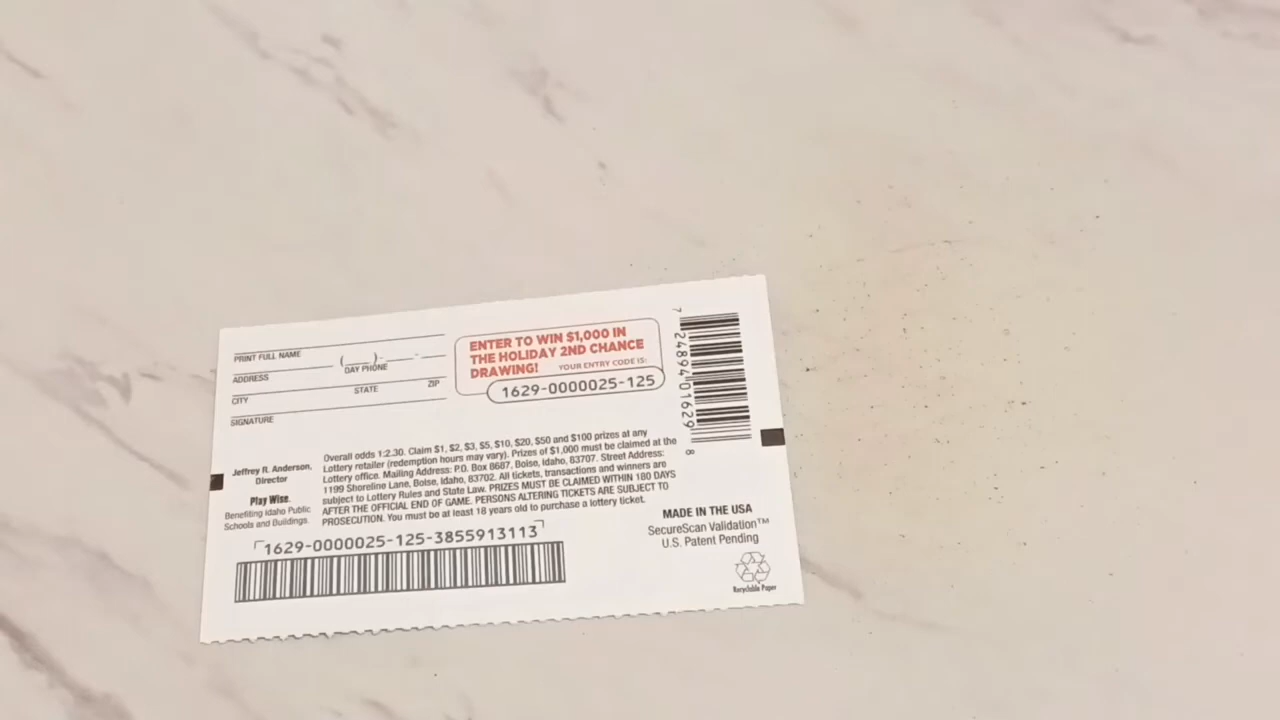 PRINT FULL NAME
ADDRESS
(___)-___-
DAY PHONE
CITY
STATE
ZIP
SIGNATURE
ENTER TO WIN $1,000 IN
THE HOLIDAY 2ND CHANCE
DRAWING!
YOUR ENTRY CODE IS:
1629-0000025-125
7 24894 01629 8
Jeffrey R. Anderson,
Director
Play Wise.
Benefiting Idaho Public
Schools and Buildings.
Overall odds 1:2.30. Claim $1, $2, $3, $5, $10, $20, $50 and $100 prizes at any
Lottery retailer (redemption hours may vary). Prizes of $1,000 must be claimed at the
Lottery office. Mailing Address: P.O. Box 8687, Boise, Idaho, 83707. Street Address:
1199 Shoreline Lane, Boise, Idaho, 83702. All tickets, transactions and winners are
subject to Lottery Rules and State Law. PRIZES MUST BE CLAIMED WITHIN 180 DAYS
AFTER THE OFFICIAL END OF GAME. PERSONS ALTERING TICKETS ARE SUBJECT TO
PROSECUTION. You must be at least 18 years old to purchase a lottery ticket.
1629-0000025-125-3855913113
MADE IN THE USA
SecureScan Validation™
U.S. Patent Pending
Recyclable Paper